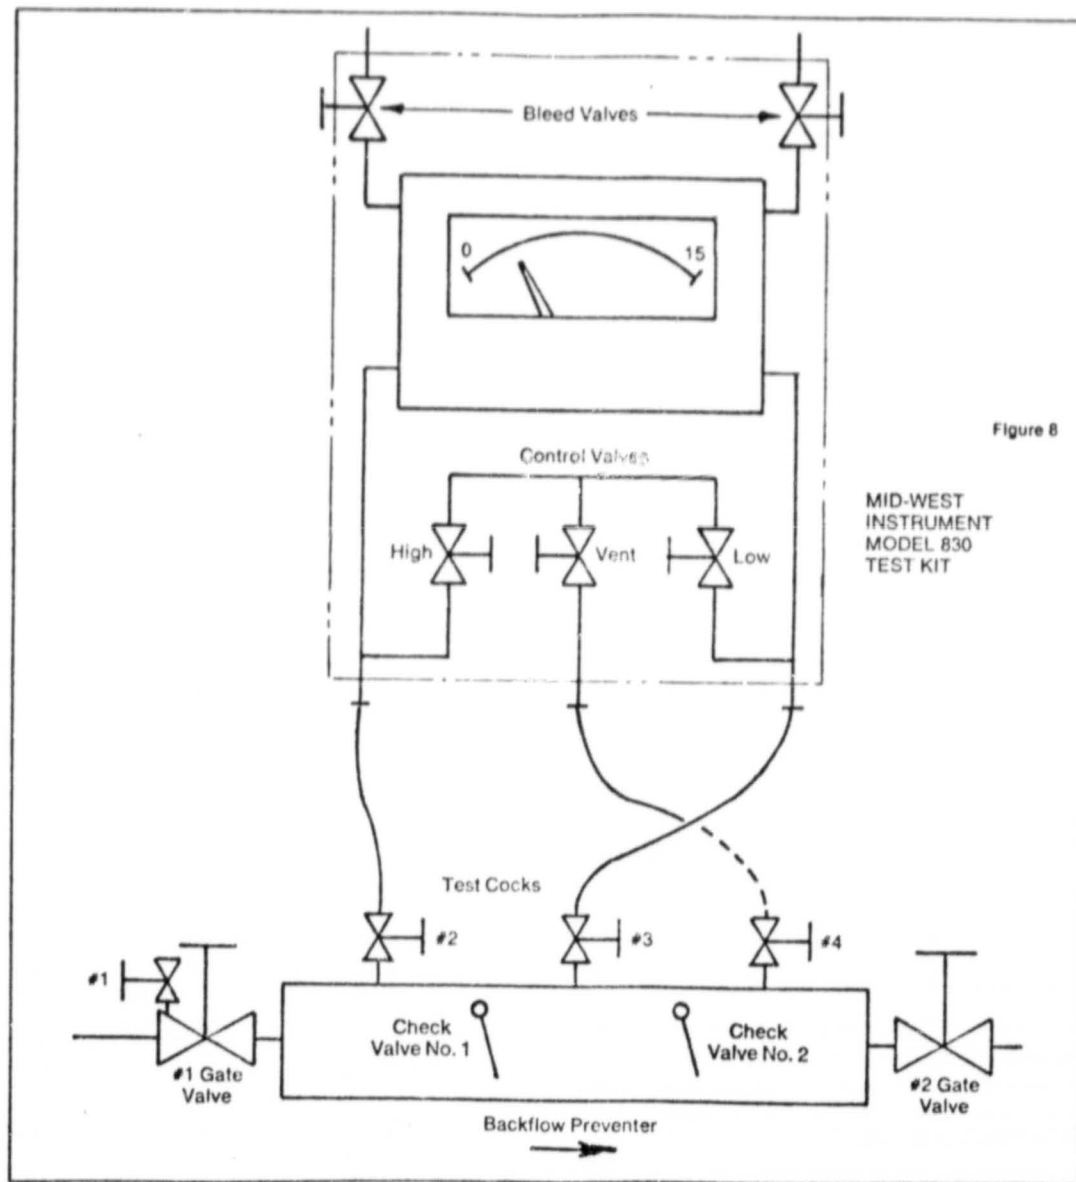 Bleed Valves
0
15
Control Valves
Figure 8
MID-WEST
INSTRUMENT
MODEL 830
TEST KIT
High
Vent
Low
Test Cocks
#2
#3
#4
#1
Check
Valve No. 1
Check
Valve No. 2
#1 Gate
Valve
#2 Gate
Valve
Backflow Preventer